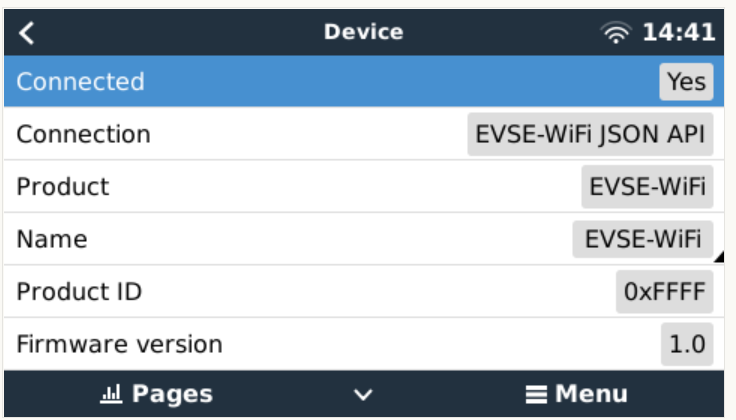 Device 14:41
Connected Yes
Connection EVSE-WiFi JSON API
Product EVSE-WiFi
Name EVSE-WiFi
Product ID 0xFFFF
Firmware version 1.0
Pages Menu